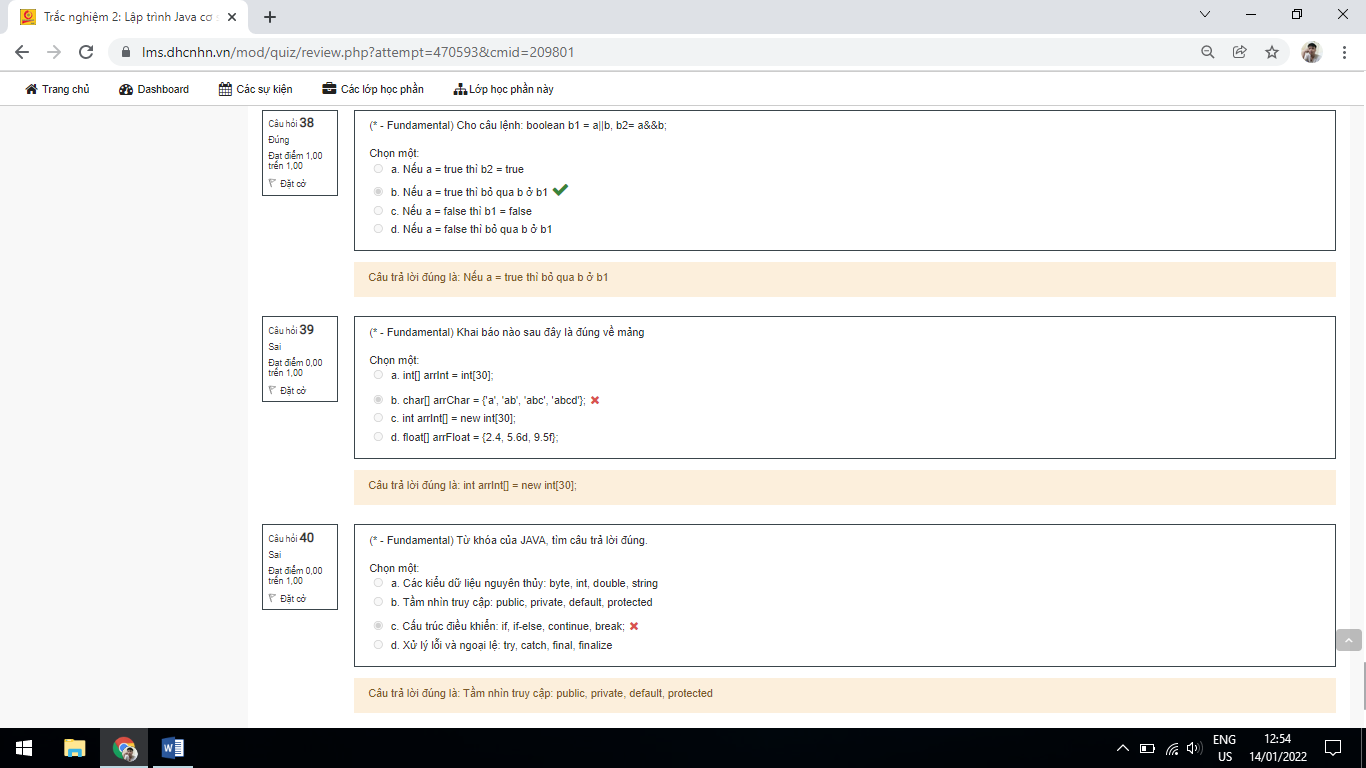 Trắc nghiệm 2: Lập trình Java cơ
lms.dhcnhn.vn/mod/quiz/review.php?attempt=470593&cmid=209801
Trang chủ Dashboard Các sự kiện Các lớp học phần Lớp học phần này
Câu hỏi 38
Đúng
Đạt điểm 1,00
trên 1,00
Đặt cờ
(* - Fundamental) Cho câu lệnh: boolean b1 = a||b, b2= a&&b;
Chọn một:
a. Nếu a = true thì b2 = true
b. Nếu a = true thì bỏ qua b ở b1
c. Nếu a = false thì b1 = false
d. Nếu a = false thì bỏ qua b ở b1
Câu trả lời đúng là: Nếu a = true thì bỏ qua b ở b1
Câu hỏi 39
Sai
Đạt điểm 0,00
trên 1,00
Đặt cờ
(* - Fundamental) Khai báo nào sau đây là đúng về mảng
Chọn một:
a. int[] arrInt = int[30];
b. char[] arrChar = {'a', 'ab', 'abc', 'abcd'};
c. int arrInt[] = new int[30];
d. float[] arrFloat = {2.4, 5.6d, 9.5f};
Câu trả lời đúng là: int arrInt[] = new int[30];
Câu hỏi 40
Sai
Đạt điểm 0,00
trên 1,00
Đặt cờ
(* - Fundamental) Từ khóa của JAVA, tìm câu trả lời đúng.
Chọn một:
a. Các kiểu dữ liệu nguyên thủy: byte, int, double, string
b. Tầm nhìn truy cập: public, private, default, protected
c. Cấu trúc điều khiển: if, if-else, continue, break;
d. Xử lý lỗi và ngoại lệ: try, catch, final, finalize
Câu trả lời đúng là: Tầm nhìn truy cập: public, private, default, protected
ENG
US
12:54
14/01/2022